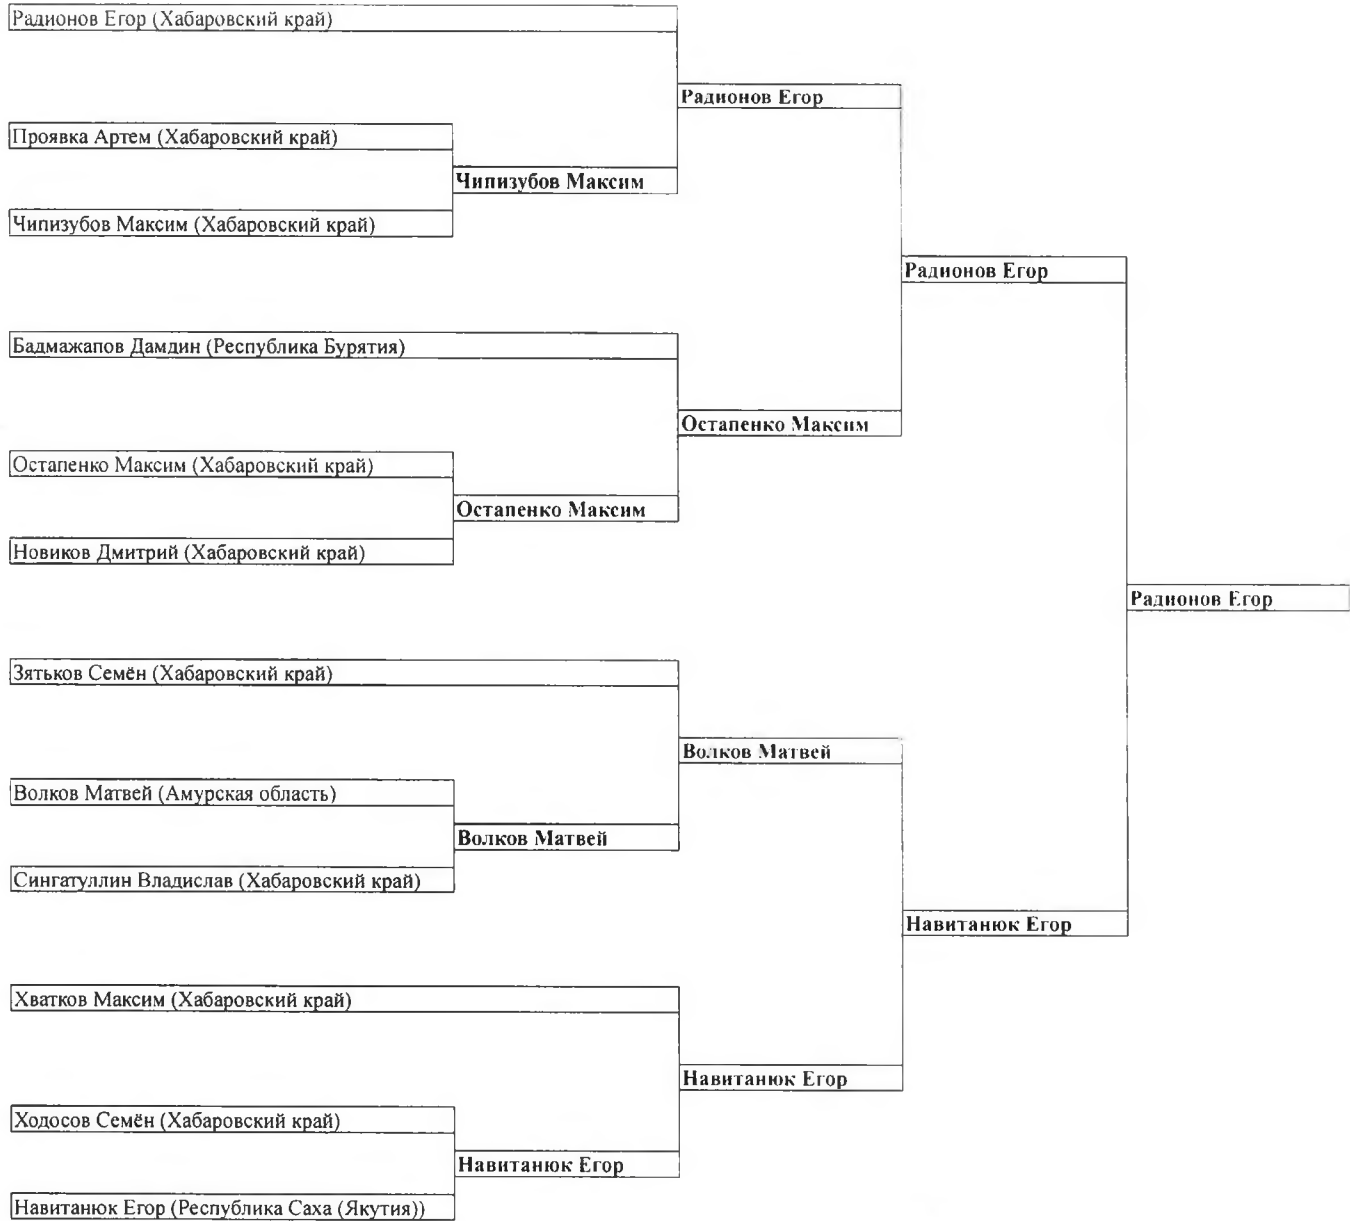 Радионов Егор (Хабаровский край)
Радионов Егор
Проявка Артем (Хабаровский край)
Чипизубов Максим
Чипизубов Максим (Хабаровский край)
Радионов Егор
Бадмажапов Дамдин (Республика Бурятия)
Остапенко Максим
Остапенко Максим (Хабаровский край)
Остапенко Максим
Новиков Дмитрий (Хабаровский край)
Радионов Егор
Зятьков Семён (Хабаровский край)
Волков Матвей
Волков Матвей (Амурская область)
Волков Матвей
Сингатуллин Владислав (Хабаровский край)
Навитанюк Егор
Хватков Максим (Хабаровский край)
Навитанюк Егор
Ходосов Семён (Хабаровский край)
Навитанюк Егор
Навитанюк Егор (Республика Саха (Якутия))